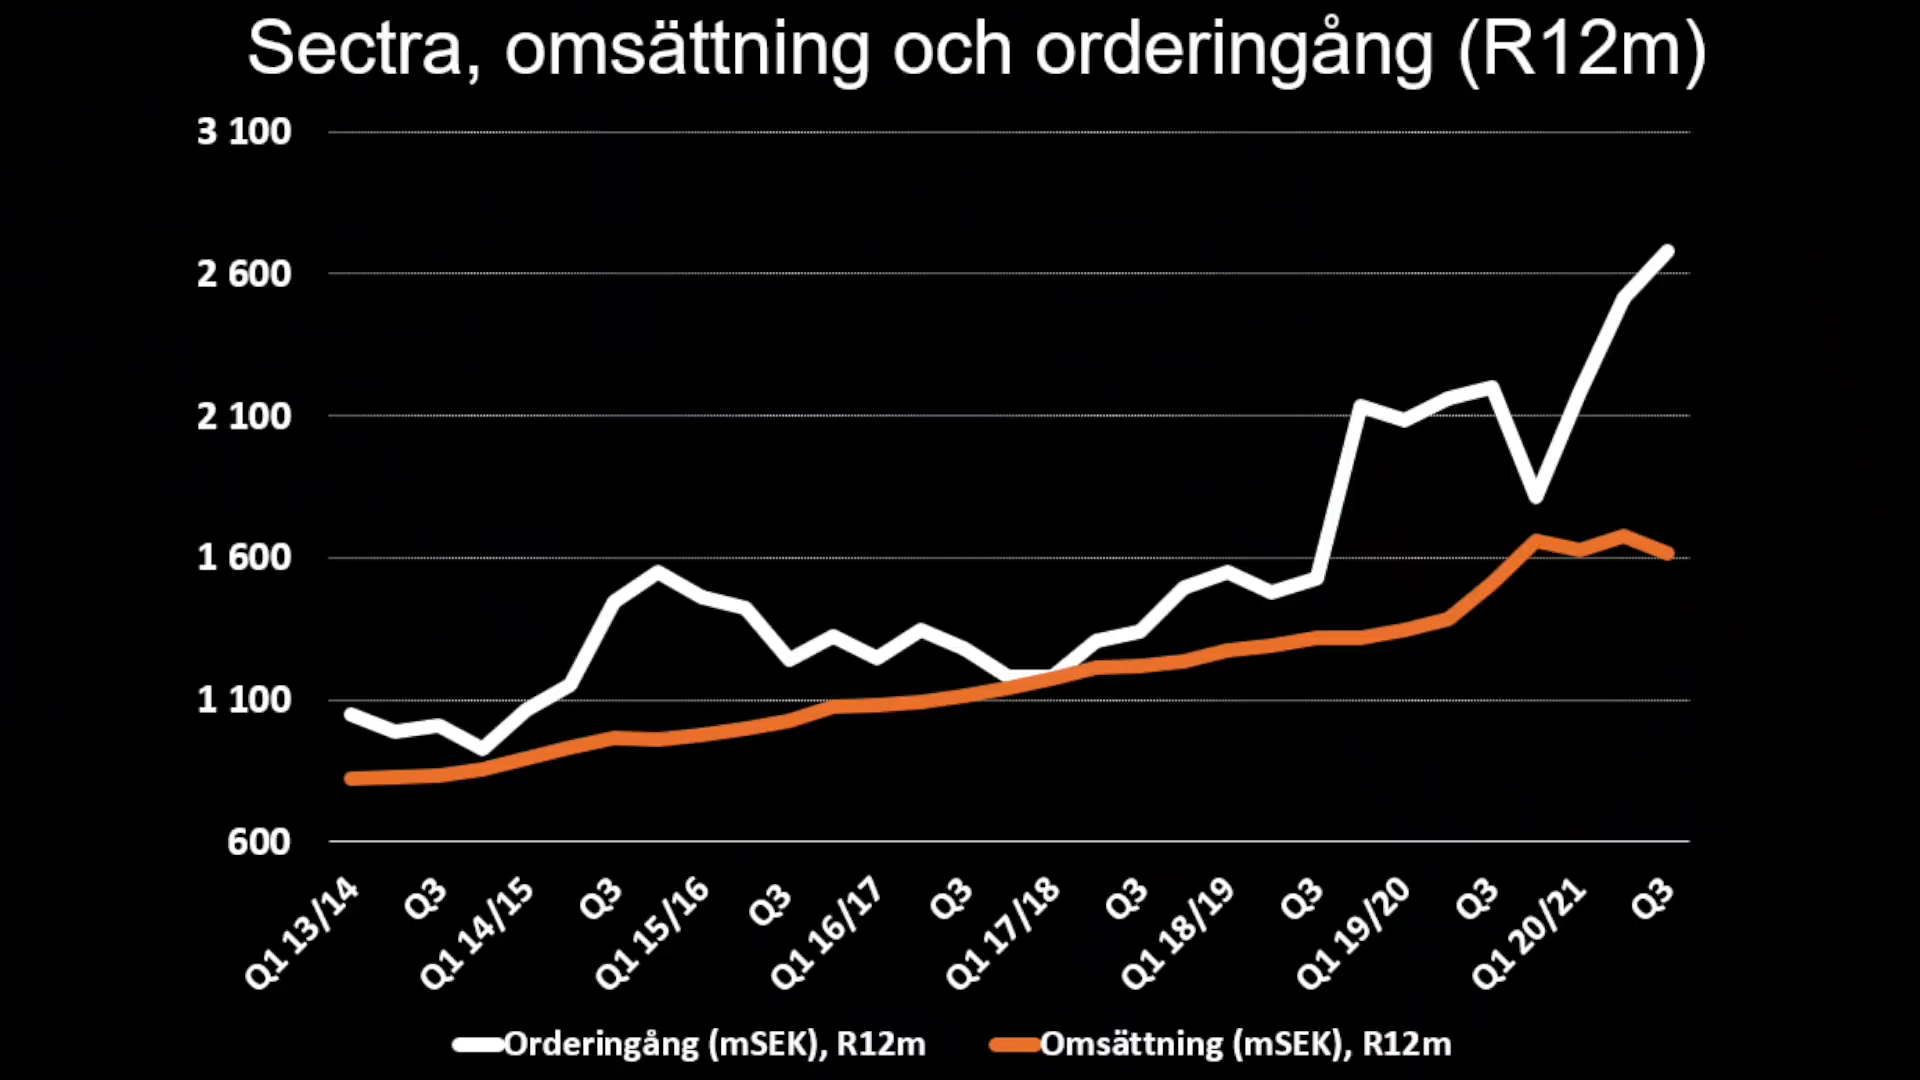 Sectra, omsättning och orderingång (R12m)
3 100
2 600
2 100
1 600
1 100
600
Q1 13/14
Q3
Q1 14/15
Q3
Q1 15/16
Q3
Q1 16/17
Q3
Q1 17/18
Q3
Q1 18/19
Q3
Q1 19/20
Q3
Q1 20/21
Q3
Orderingång (mSEK), R12m
Omsättning (mSEK), R12m